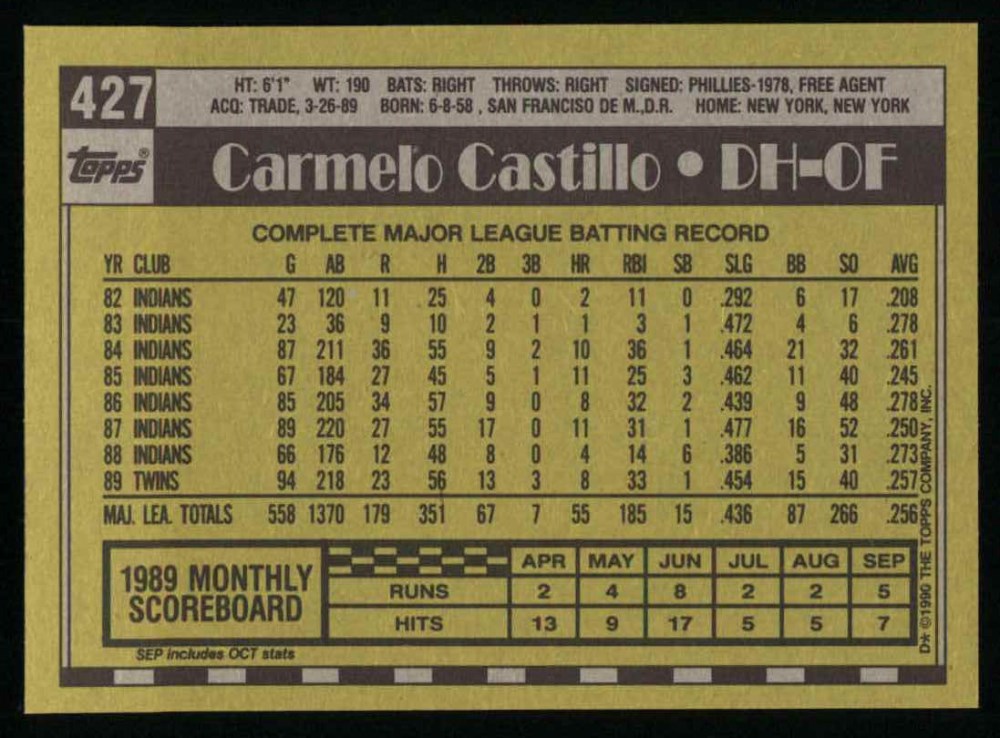 427
HT: 6'1" WT: 190 BATS: RIGHT THROWS: RIGHT SIGNED: PHILLIES-1978, FREE AGENT
ACQ: TRADE, 3-26-89 BORN: 6-8-58 , SAN FRANCISO DE M.,D.R. HOME: NEW YORK, NEW YORK
topps®
Carmelo Castillo • DH-OF
COMPLETE MAJOR LEAGUE BATTING RECORD
YR CLUB G AB R H 2B 3B HR RBI SB SLG BB SO AVG
82 INDIANS 47 120 11 25 4 0 2 11 0 .292 6 17 .208
83 INDIANS 23 36 9 10 2 1 1 3 1 .472 4 6 .278
84 INDIANS 87 211 36 55 9 2 10 36 1 .464 21 32 .261
85 INDIANS 67 184 27 45 5 1 11 25 3 .462 11 40 .245
86 INDIANS 85 205 34 57 9 0 8 32 2 .439 9 48 .278
87 INDIANS 89 220 27 55 17 0 11 31 1 .477 16 52 .250
88 INDIANS 66 176 12 48 8 0 4 14 6 .386 5 31 .273
89 TWINS 94 218 23 56 13 3 8 33 1 .454 15 40 .257
MAJ. LEA. TOTALS 558 1370 179 351 67 7 55 185 15 .436 87 266 .256
1989 MONTHLY
SCOREBOARD
APR MAY JUN JUL AUG SEP
RUNS 2 4 8 2 2 5
HITS 13 9 17 5 5 7
SEP includes OCT stats
D* ©1990 THE TOPPS COMPANY, INC.